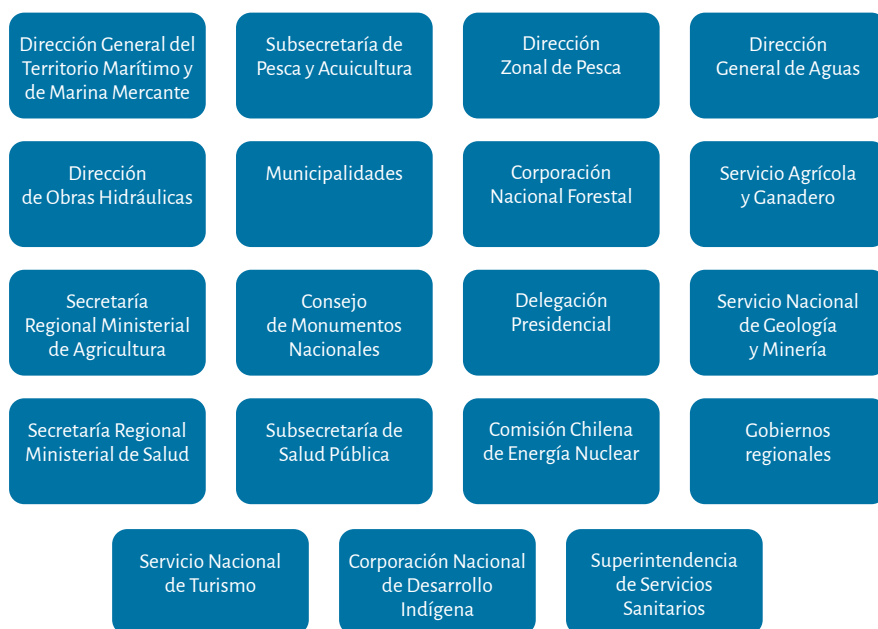 Dirección General del
Territorio Marítimo y
de Marina Mercante
Subsecretaría de
Pesca y Acuicultura
Dirección
Zonal de Pesca
Dirección
General de Aguas
Dirección
de Obras Hidráulicas
Municipalidades
Corporación
Nacional Forestal
Servicio Agrícola
y Ganadero
Secretaría
Regional Ministerial
de Agricultura
Consejo
de Monumentos
Nacionales
Delegación
Presidencial
Servicio Nacional
de Geología
y Minería
Secretaría Regional
Ministerial de Salud
Subsecretaría de
Salud Pública
Comisión Chilena
de Energía Nuclear
Gobiernos
regionales
Servicio Nacional
de Turismo
Corporación Nacional
de Desarrollo
Indígena
Superintendencia
de Servicios
Sanitarios